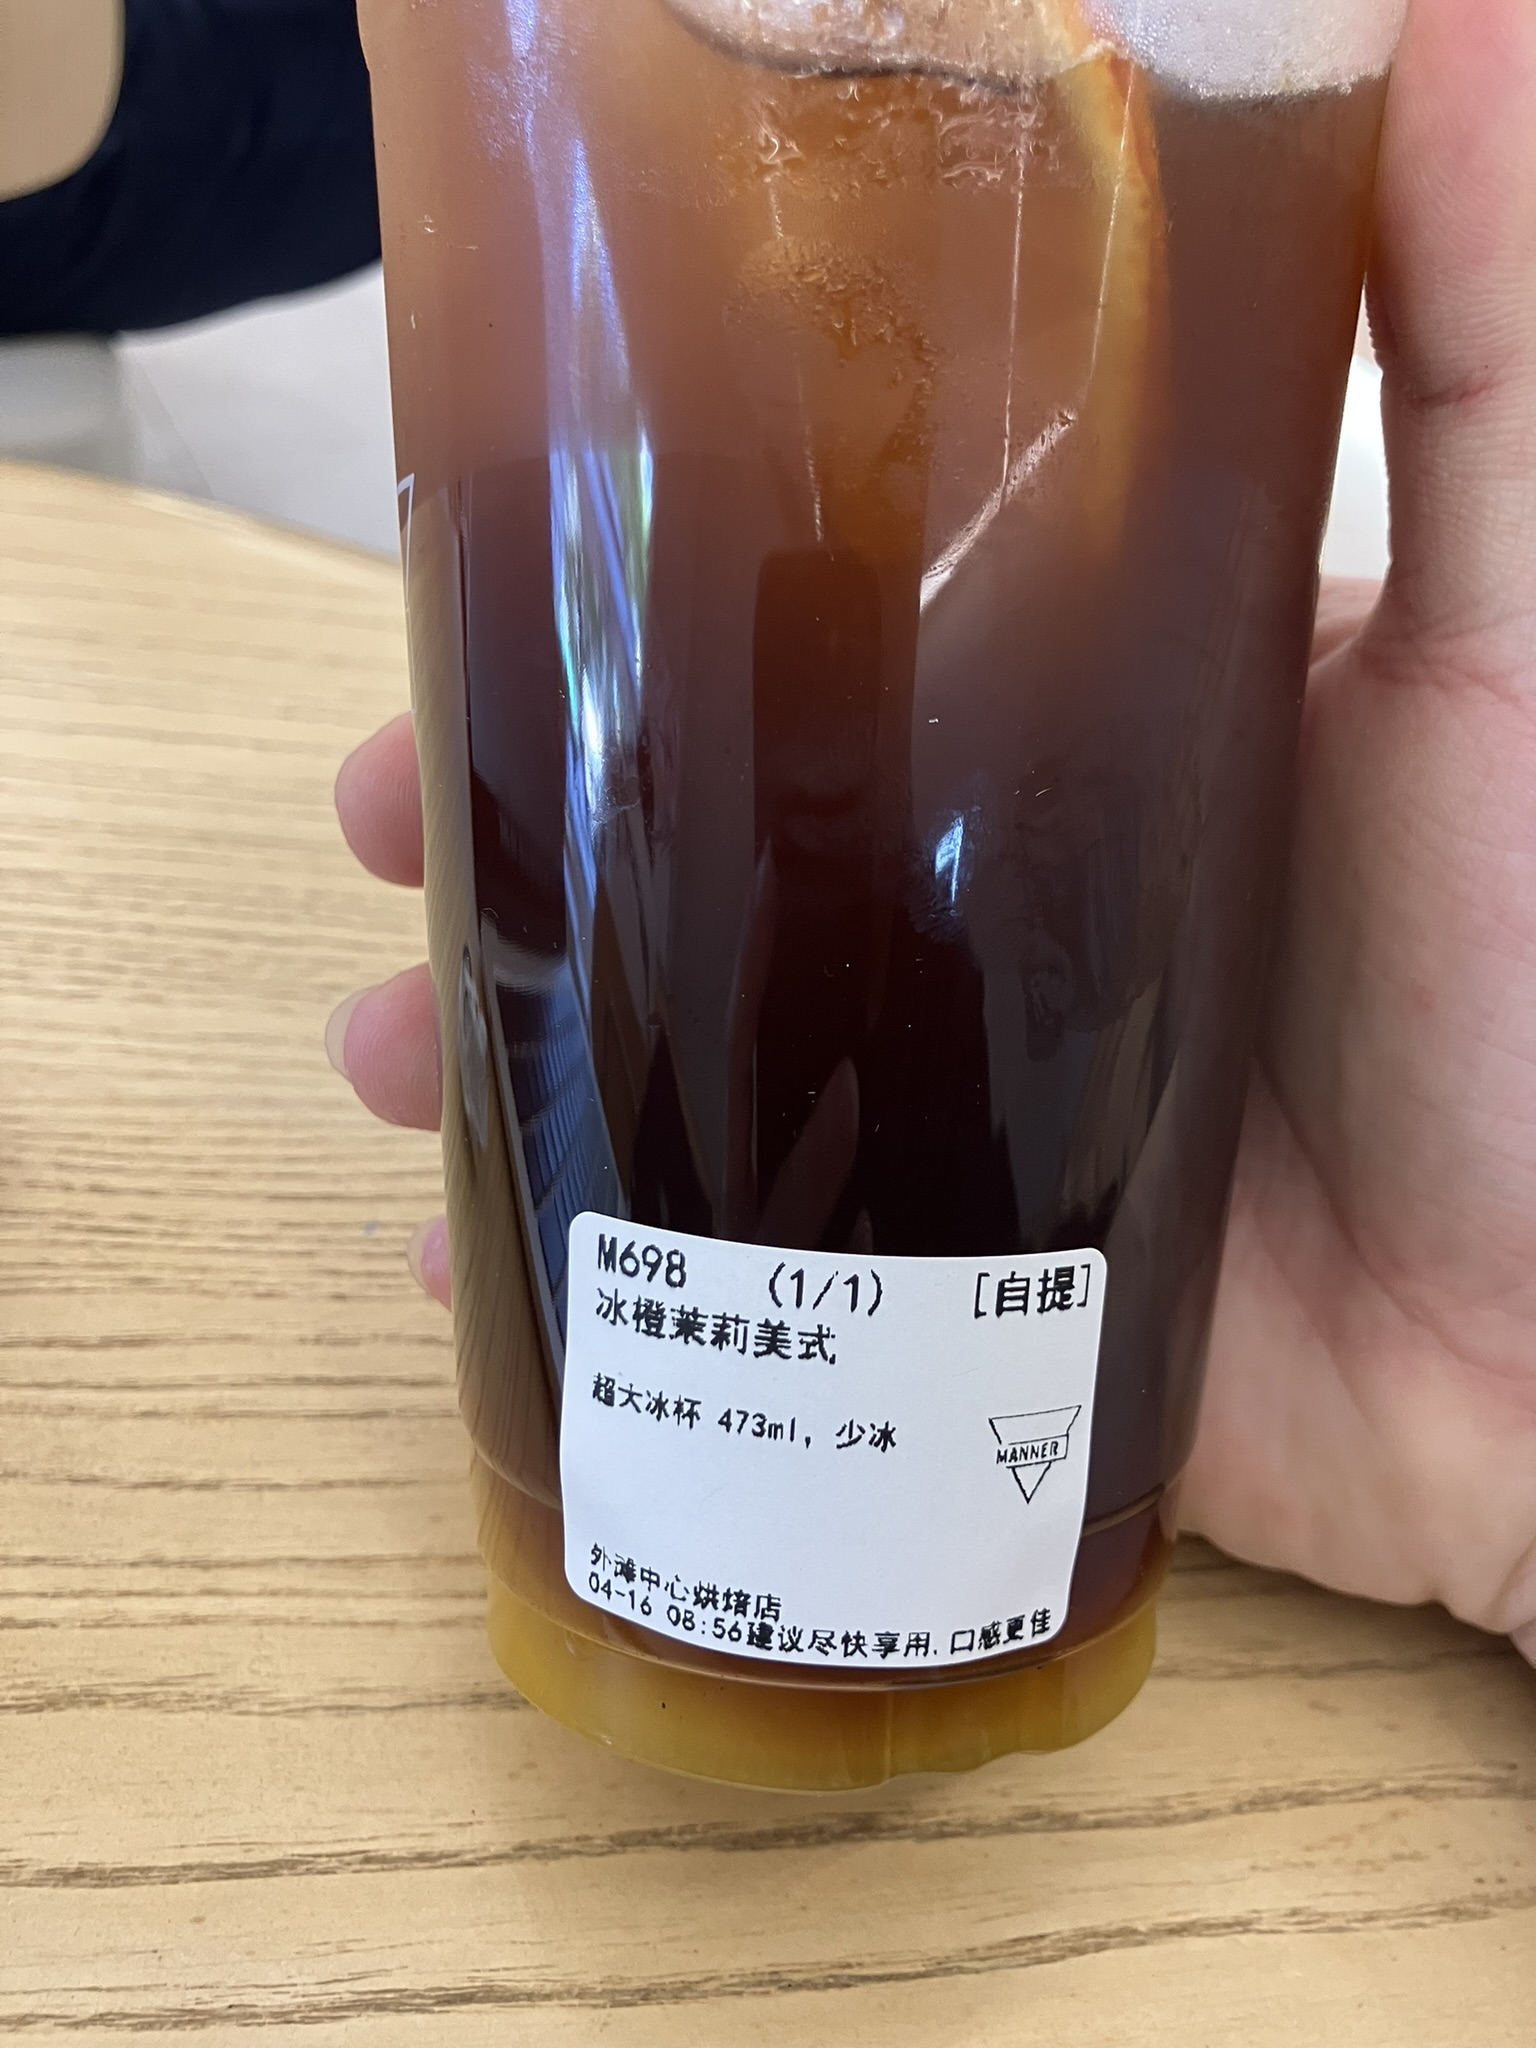 M698 (1/1) [自提]
冰橙茉莉美式
超大冰杯 473ml, 少冰
MANNER
外滩中心烘焙店
04-16 08:56建议尽快享用.口感更佳